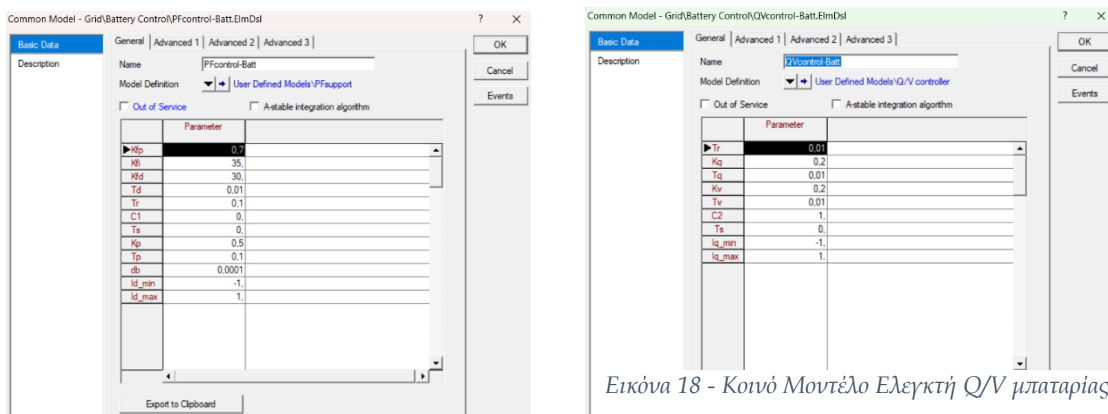 Common Model - Grid\Battery Control\PFcontrol-Batt.ElmDsl ? ×
Basic Data
Description
General Advanced 1 Advanced 2 Advanced 3
Name PFcontrol-Batt
Model Definition User Defined Models\PFsupport
Out of Service A-stable integration algorithm
Parameter
Kfp 0,7
Kfi 35,
Kfd 30,
Td 0,01
Tr 0,1
C1 0,
Ts 0,
Kp 0,5
Tp 0,1
db 0,0001
Id_min -1,
Id_max 1,
Export to Clipboard
OK
Cancel
Events
Common Model - Grid\Battery Control\QVcontrol-Batt.ElmDsl ? ×
Basic Data
Description
General Advanced 1 Advanced 2 Advanced 3
Name QVcontrol-Batt
Model Definition User Defined Models\Q/V controller
Out of Service A-stable integration algorithm
Parameter
Tr 0,01
Kq 0,2
Tq 0,01
Kv 0,2
Tv 0,01
C2 1,
Ts 0,
Iq_min -1,
Iq_max 1,
OK
Cancel
Events
Εικόνα 18 - Κοινό Μοντέλο Ελεγκτή Q/V μπαταρίας